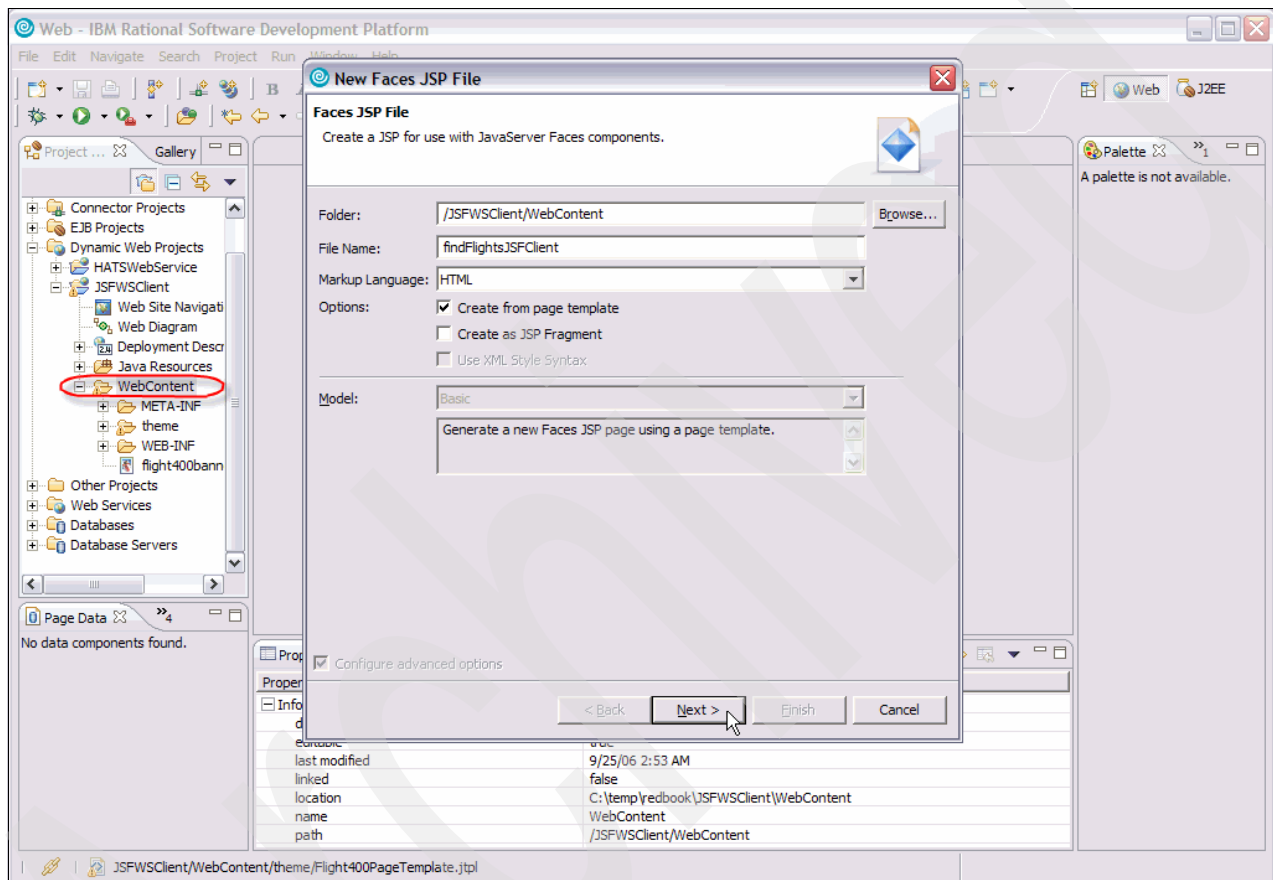 Web - IBM Rational Software Development Platform
File Edit Navigate Search Project Run Window Help
B
Web
J2EE
Project ...
Gallery
Connector Projects
EJB Projects
Dynamic Web Projects
HATSWebService
JSFWSClient
Web Site Navigati
Web Diagram
Deployment Descr
Java Resources
WebContent
META-INF
theme
WEB-INF
flight400bann
Other Projects
Web Services
Databases
Database Servers
Page Data
4
No data components found.
New Faces JSP File
Faces JSP File
Create a JSP for use with JavaServer Faces components.
Folder: /JSFWSClient/WebContent Browse...
File Name: findFlightsJSFClient
Markup Language: HTML
Options: Create from page template
Create as JSP Fragment
Use XML Style Syntax
Model: Basic
Generate a new Faces JSP page using a page template.
Configure advanced options
< Back Next > Finish Cancel
Palette
1
A palette is not available.
Prop
Proper
Info
d
editable true
last modified 9/25/06 2:53 AM
linked false
location C:\temp\redbook\JSFWSClient\WebContent
name WebContent
path /JSFWSClient/WebContent
JSFWSClient/WebContent/theme/Flight400PageTemplate.jtpl